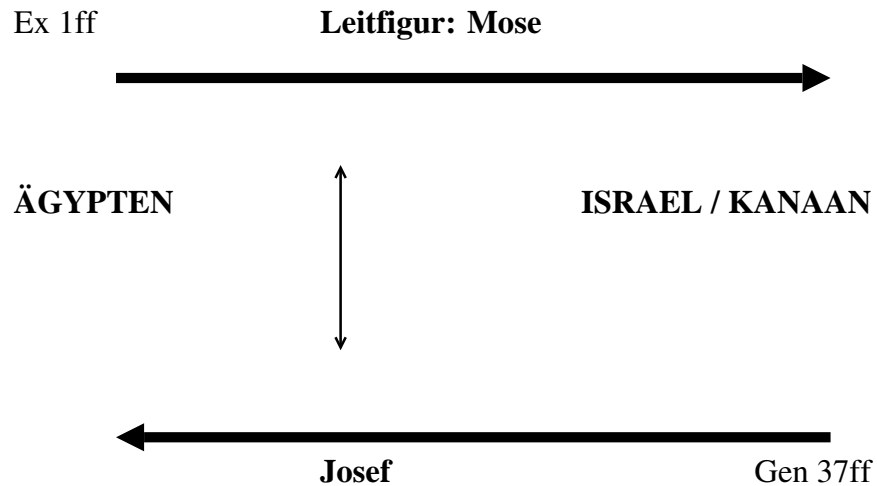 Ex 1ff Leitfigur: Mose
ÄGYPTEN ISRAEL / KANAAN
Josef Gen 37ff